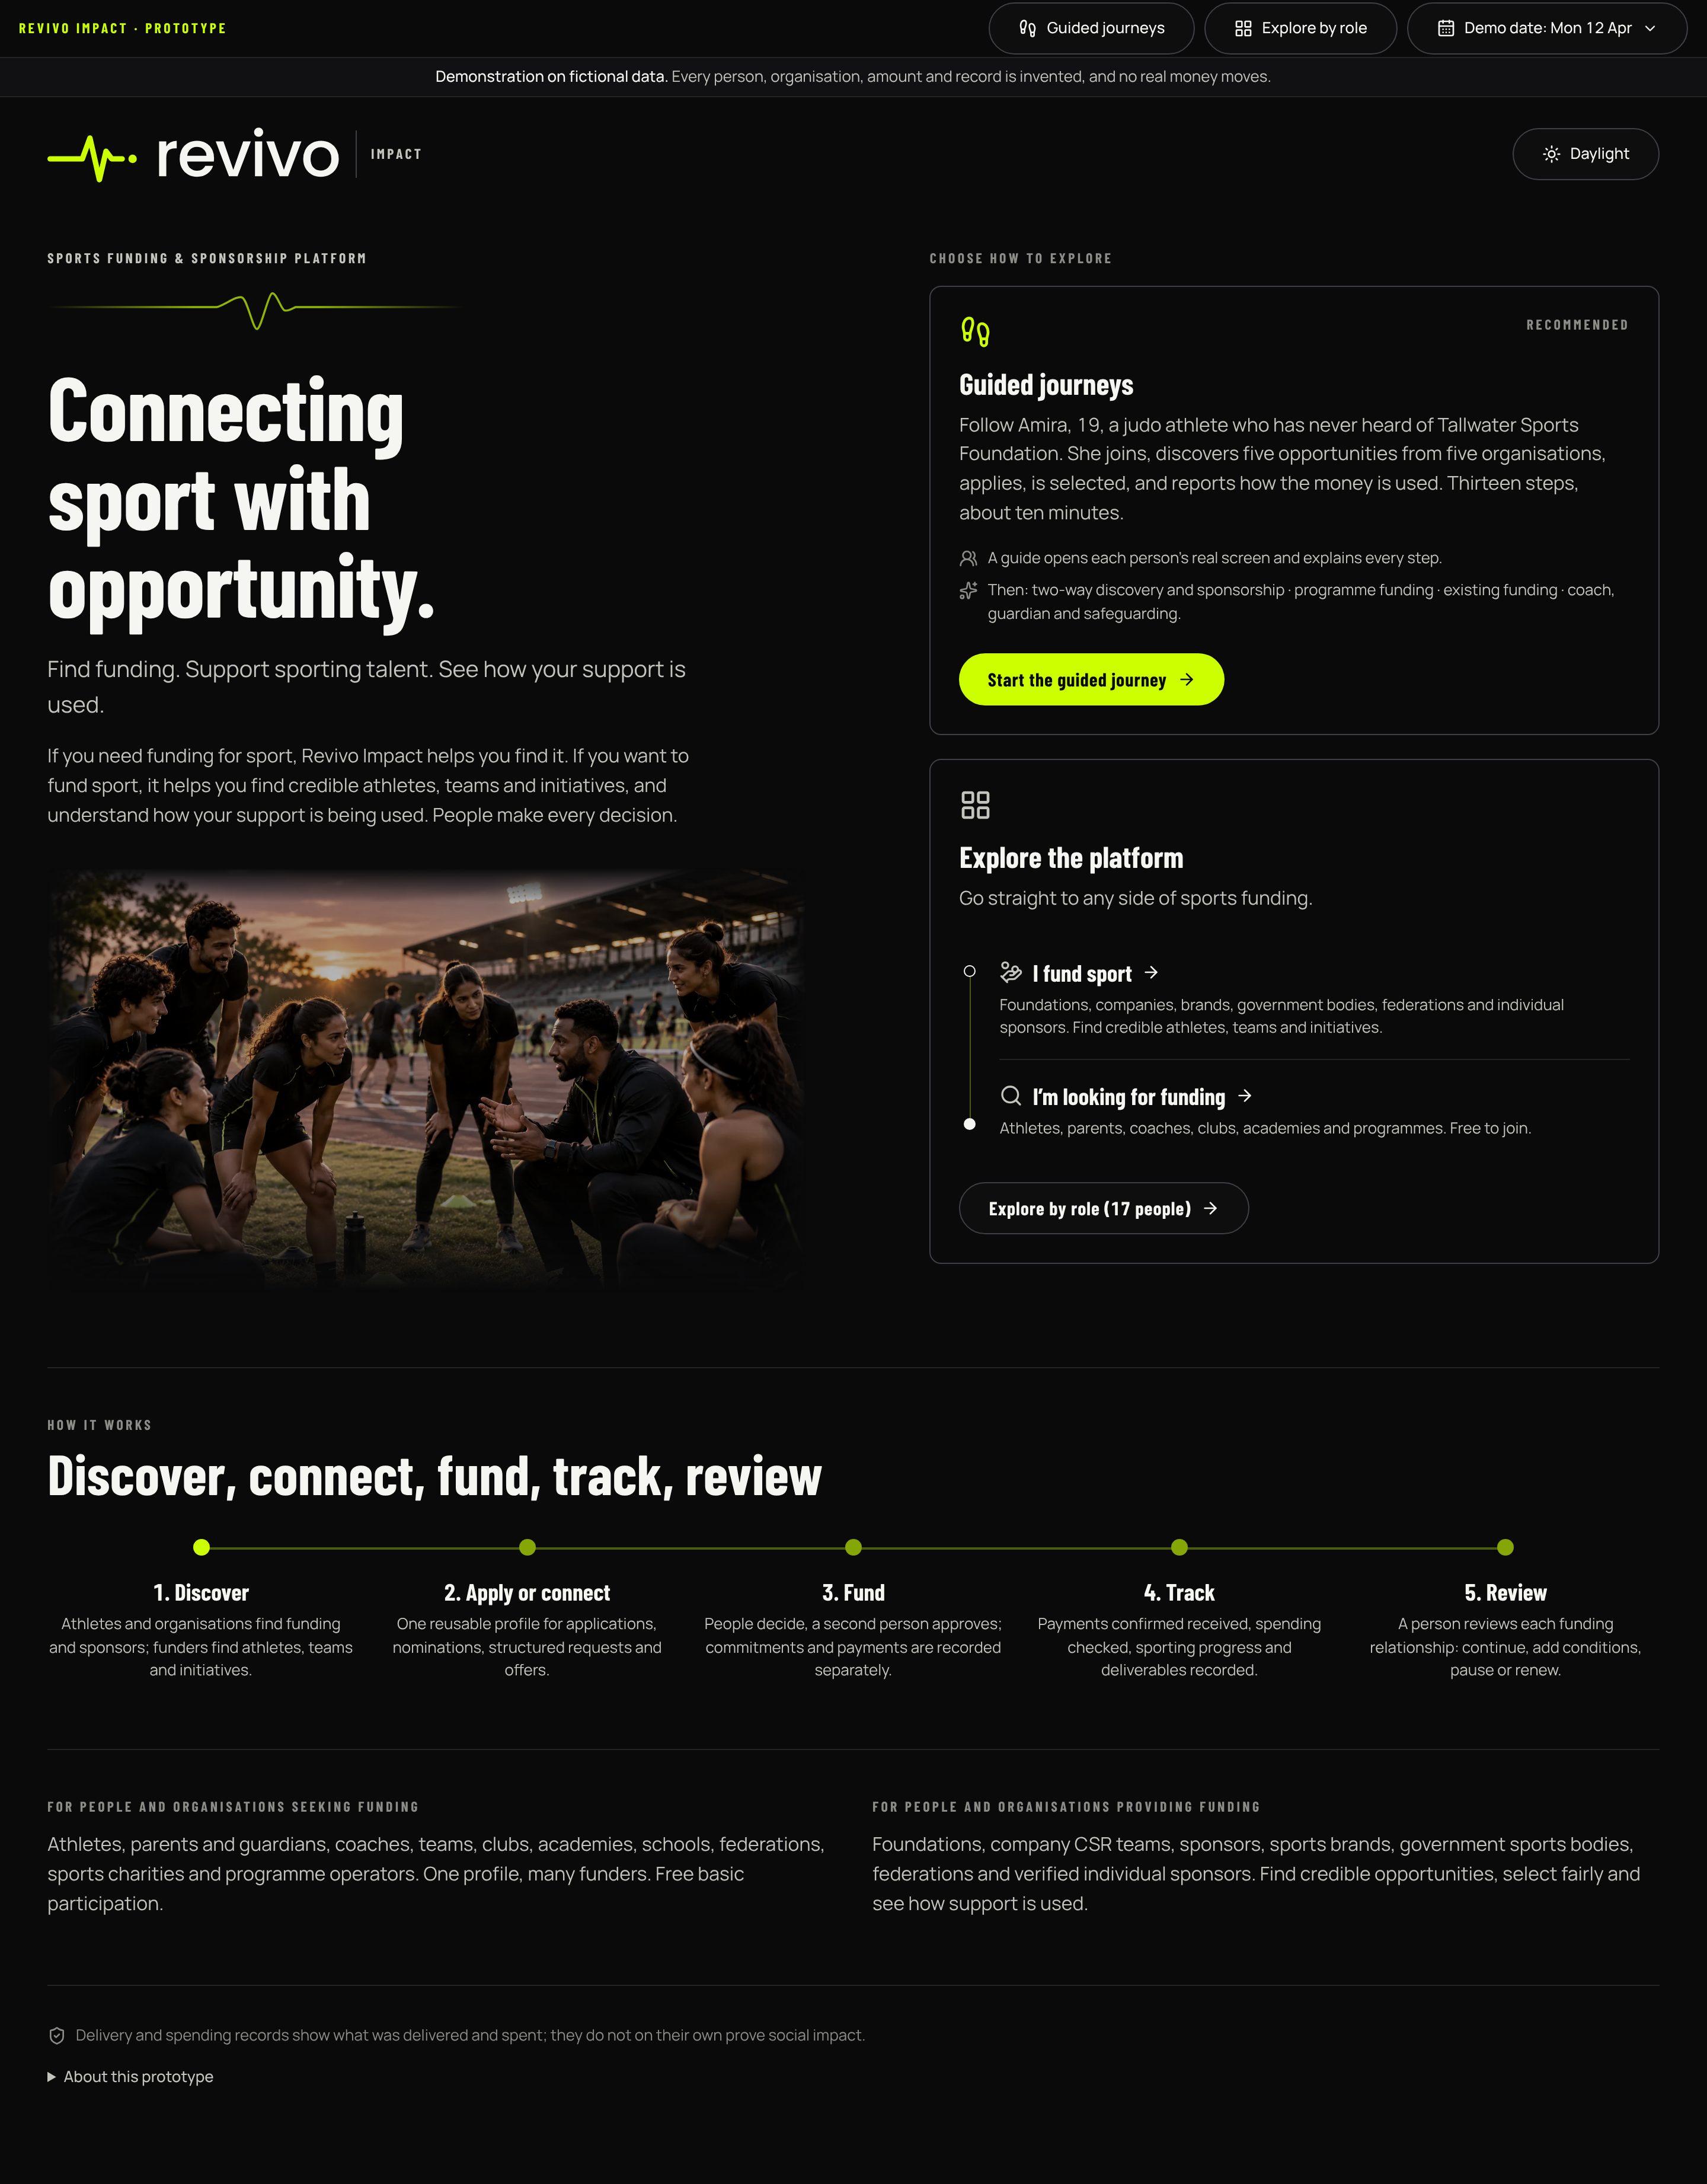 REVIVO IMPACT · PROTOTYPE
Guided journeys
Explore by role
Demo date: Mon 12 Apr
Demonstration on fictional data. Every person, organisation, amount and record is invented, and no real money moves.
revivo
IMPACT
Daylight
SPORTS FUNDING & SPONSORSHIP PLATFORM
Connecting
sport with
opportunity.
Find funding. Support sporting talent. See how your support is
used.
If you need funding for sport, Revivo Impact helps you find it. If you want to
fund sport, it helps you find credible athletes, teams and initiatives, and
understand how your support is being used. People make every decision.
CHOOSE HOW TO EXPLORE
RECOMMENDED
Guided journeys
Follow Amira, 19, a judo athlete who has never heard of Tallwater Sports
Foundation. She joins, discovers five opportunities from five organisations,
applies, is selected, and reports how the money is used. Thirteen steps,
about ten minutes.
A guide opens each person's real screen and explains every step.
Then: two-way discovery and sponsorship · programme funding · existing funding · coach,
guardian and safeguarding.
Start the guided journey
Explore the platform
Go straight to any side of sports funding.
I fund sport
Foundations, companies, brands, government bodies, federations and individual
sponsors. Find credible athletes, teams and initiatives.
I'm looking for funding
Athletes, parents, coaches, clubs, academies and programmes. Free to join.
Explore by role (17 people)
HOW IT WORKS
Discover, connect, fund, track, review
1. Discover
Athletes and organisations find funding
and sponsors; funders find athletes, teams
and initiatives.
2. Apply or connect
One reusable profile for applications,
nominations, structured requests and
offers.
3. Fund
People decide, a second person approves;
commitments and payments are recorded
separately.
4. Track
Payments confirmed received, spending
checked, sporting progress and
deliverables recorded.
5. Review
A person reviews each funding
relationship: continue, add conditions,
pause or renew.
FOR PEOPLE AND ORGANISATIONS SEEKING FUNDING
Athletes, parents and guardians, coaches, teams, clubs, academies, schools, federations,
sports charities and programme operators. One profile, many funders. Free basic
participation.
FOR PEOPLE AND ORGANISATIONS PROVIDING FUNDING
Foundations, company CSR teams, sponsors, sports brands, government sports bodies,
federations and verified individual sponsors. Find credible opportunities, select fairly and
see how support is used.
Delivery and spending records show what was delivered and spent; they do not on their own prove social impact.
About this prototype